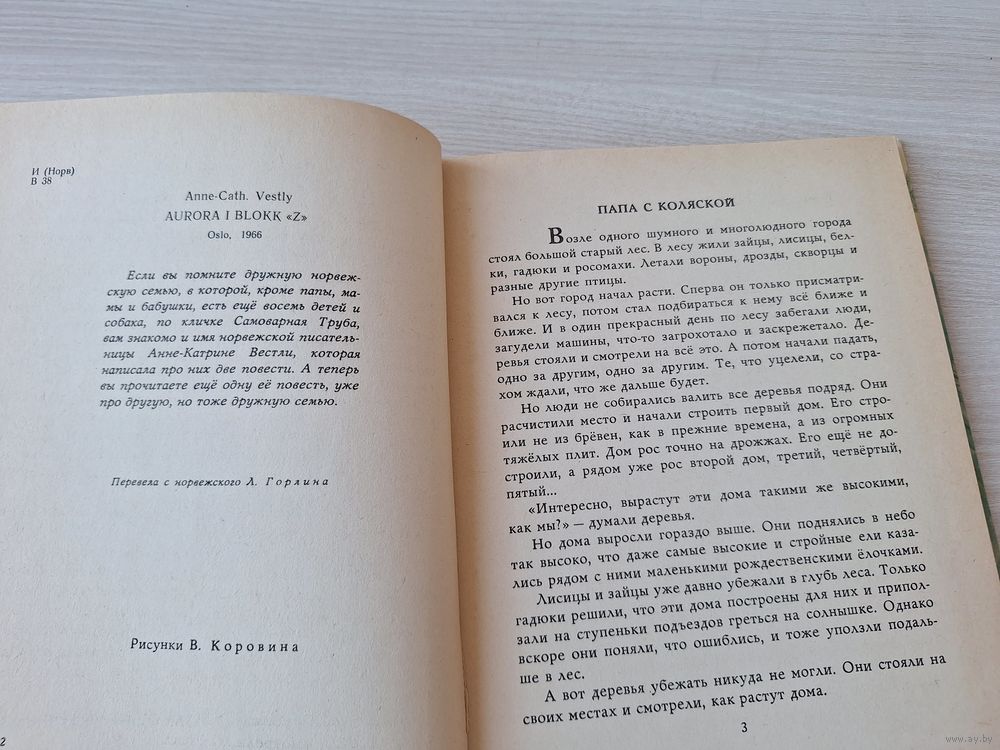 И (Норв)
В 38
Anne-Cath. Vestly
AURORA I BLOKK «Z»
Oslo, 1966
Если вы помните дружную норвеж-
скую семью, в которой, кроме папы, ма-
мы и бабушки, есть ещё восемь детей и
собака, по кличке Самоварная Труба,
вам знакомо и имя норвежской писатель-
ницы Анне-Катрине Вестли, которая
написала про них две повести. А теперь
вы прочитаете ещё одну её повесть, уже
про другую, но тоже дружную семью.
Перевела с норвежского Л. Горлина
Рисунки В. Коровина
2
ПАПА С КОЛЯСКОЙ
Возле одного шумного и многолюдного города
стоял большой старый лес. В лесу жили зайцы, лисицы, бел-
ки, гадюки и росомахи. Летали вороны, дрозды, скворцы и
разные другие птицы.
Но вот город начал расти. Сперва он только присматри-
вался к лесу, потом стал подбираться к нему всё ближе и
ближе. И в один прекрасный день по лесу забегали люди,
загудели машины, что-то загрохотало и заскрежетало. Де-
ревья стояли и смотрели на всё это. А потом начали падать,
одно за другим, одно за другим. Те, что уцелели, со стра-
хом ждали, что же дальше будет.
Но люди не собирались валить все деревья подряд. Они
расчистили место и начали строить первый дом. Его стро-
или не из брёвен, как в прежние времена, а из огромных
тяжёлых плит. Дом рос точно на дрожжах. Его ещё не до-
строили, а рядом уже рос второй дом, третий, четвёртый,
пятый...
«Интересно, вырастут эти дома такими же высокими,
как мы?» — думали деревья.
Но дома выросли гораздо выше. Они поднялись в небо
так высоко, что даже самые высокие и стройные ели каза-
лись рядом с ними маленькими рождественскими ёлочками.
Лисицы и зайцы уже давно убежали в глубь леса. Только
гадюки решили, что эти дома построены для них и припол-
зали на ступеньки подъездов греться на солнышке. Однако
вскоре они поняли, что ошиблись, и тоже уползли подаль-
ше в лес.
А вот деревья убежать никуда не могли. Они стояли на
своих местах и смотрели, как растут дома.
3
www.ay.by